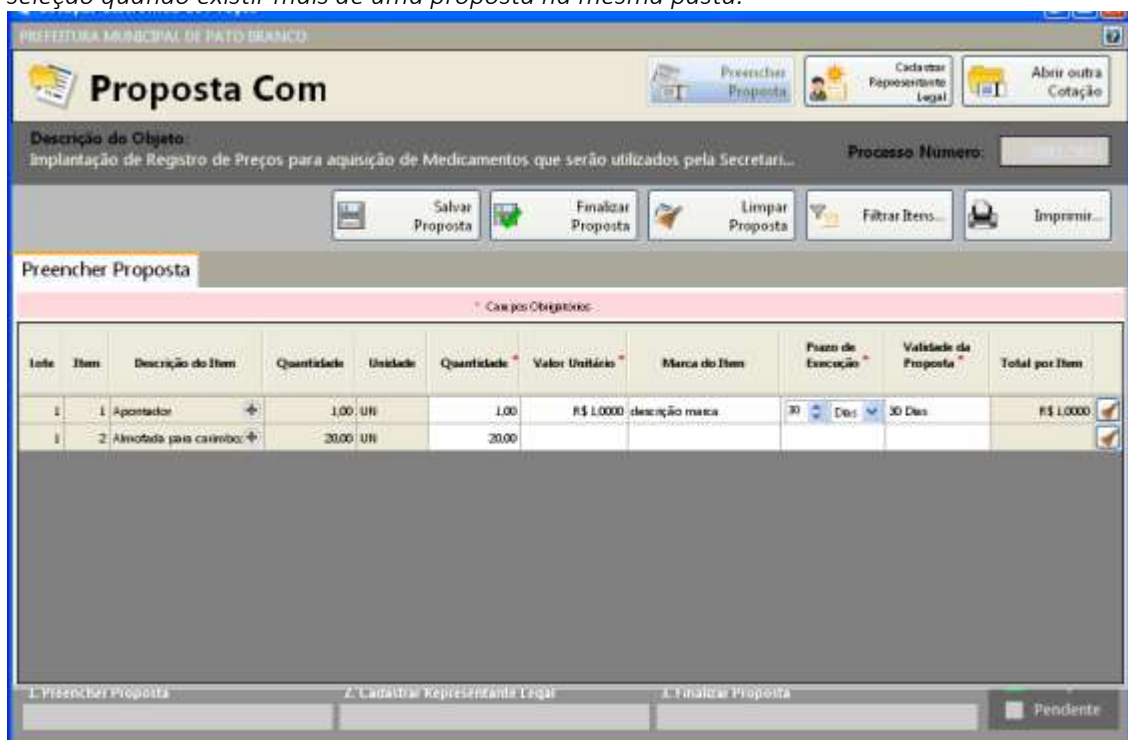 seleção quando existir mais de uma proposta na mesma pasta.
PREFEITURA MUNICIPAL DE PATO BRANCO
Proposta Com
Preencher Proposta
Cadastrar Representante Legal
Abrir outra Cotação
Descrição do Objeto:
Implantação de Registro de Preços para aquisição de Medicamentos que serão utilizados pela Secretari...
Processo Número:
Salvar Proposta
Finalizar Proposta
Limpar Proposta
Filtrar Itens...
Imprimir...
Preencher Proposta
* Campos Obrigatórios
Lote Item Descrição do Item Quantidade Unidade Quantidade * Valor Unitário * Marca do Item Prazo de Execução * Validade da Proposta * Total por Item
1 1 Apontador + 1,00 UN 1,00 R$ 1,0000 descrição marca 30 Dias 30 Dias R$ 1,0000
1 2 Almofada para carimbo: + 20,00 UN 20,00
1. Preencher Proposta
2. Cadastrar Representante Legal
3. Finalizar Proposta
Pendente